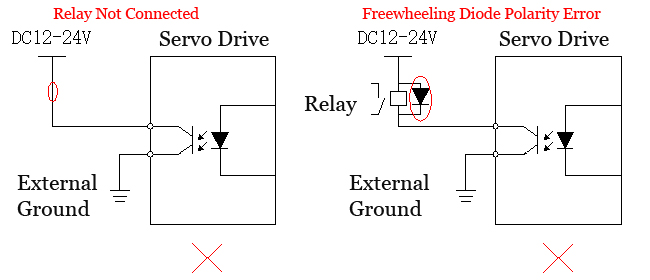 Relay Not Connected
DC12-24V
Servo Drive
External
Ground
Freewheeling Diode Polarity Error
DC12-24V
Servo Drive
Relay
External
Ground